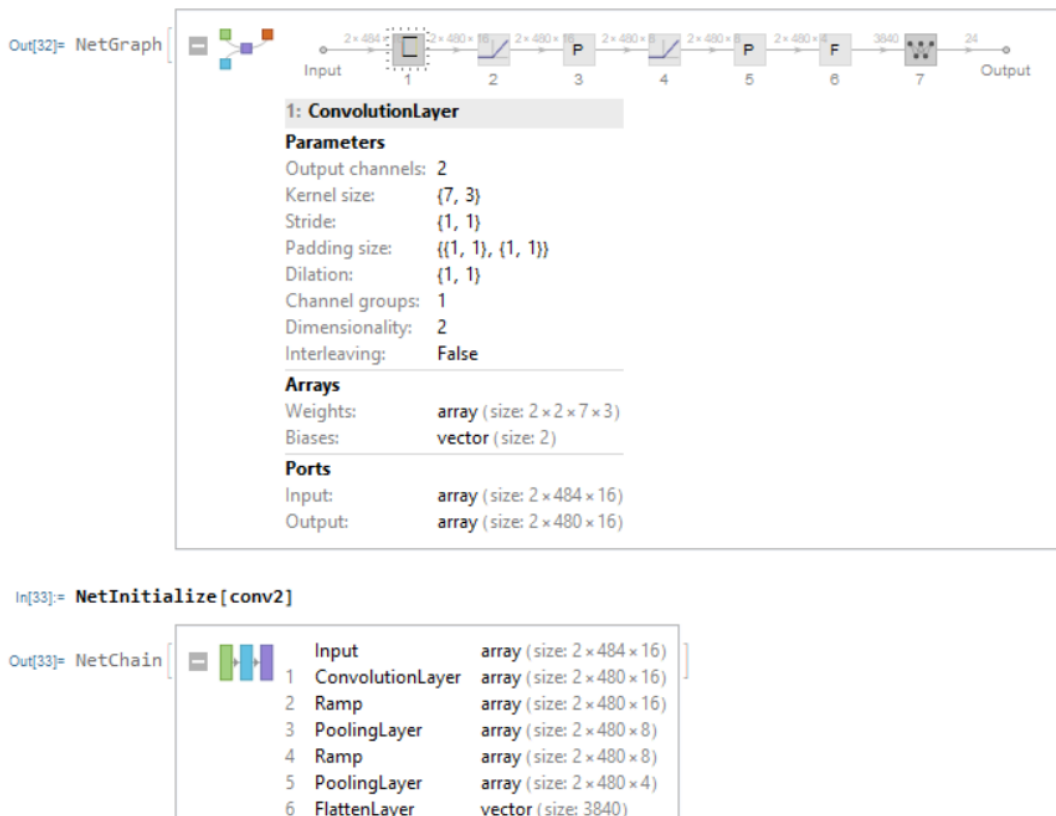 Out[32]= NetGraph[
2×484× 2×480×16 2×480×16 2×480×8 2×480×8 2×480×4 3840 24
Input P P F Output
1 2 3 4 5 6 7
1: ConvolutionLayer
Parameters
Output channels: 2
Kernel size: {7, 3}
Stride: {1, 1}
Padding size: {{1, 1}, {1, 1}}
Dilation: {1, 1}
Channel groups: 1
Dimensionality: 2
Interleaving: False
Arrays
Weights: array (size: 2×2×7×3)
Biases: vector (size: 2)
Ports
Input: array (size: 2×484×16)
Output: array (size: 2×480×16)
In[33]:= NetInitialize[conv2]
Out[33]= NetChain[
Input array (size: 2×484×16) ]
1 ConvolutionLayer array (size: 2×480×16)
2 Ramp array (size: 2×480×16)
3 PoolingLayer array (size: 2×480×8)
4 Ramp array (size: 2×480×8)
5 PoolingLayer array (size: 2×480×4)
6 FlattenLayer vector (size: 3840)